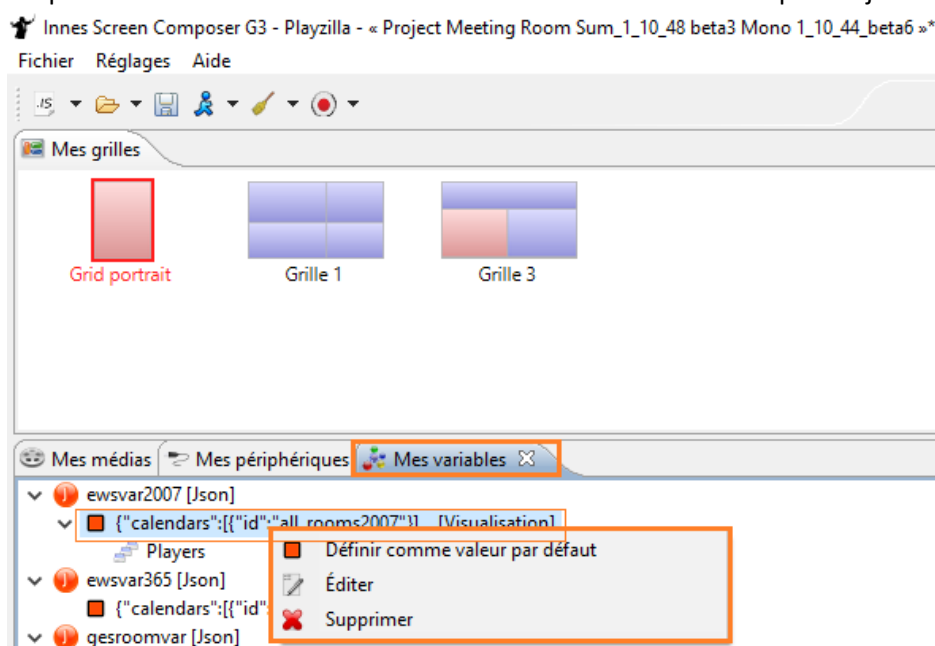 Innes Screen Composer G3 - Playzilla - « Project Meeting Room Sum_1_10_48 beta3 Mono 1_10_44_beta6 »*
Fichier Réglages Aide
.JS
Mes grilles
Grid portrait Grille 1 Grille 3
Mes médias Mes périphériques Mes variables
ewsvar2007 [Json]
{"calendars":[{"id":"all_rooms2007"}]... [Visualisation]
Players Définir comme valeur par défaut
ewsvar365 [Json] Éditer
{"calendars":[{"id": Supprimer
gesroomvar [Json]